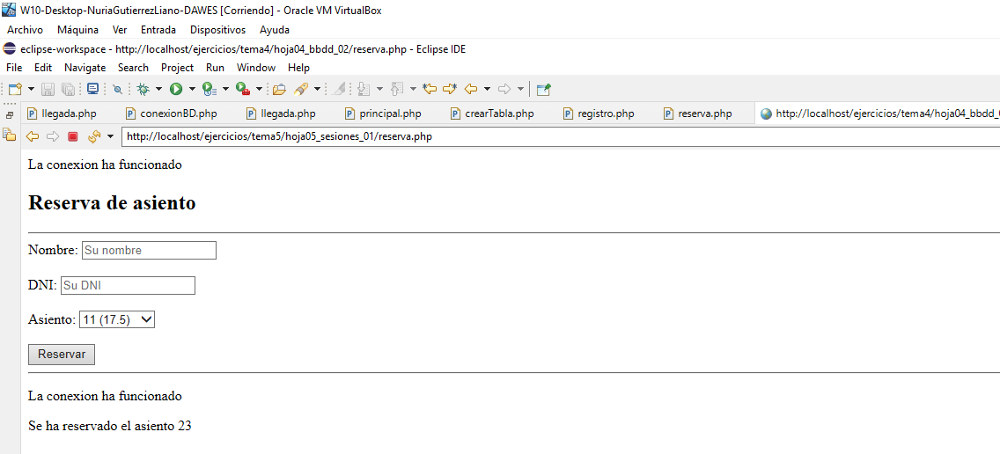 W10-Desktop-NuriaGutierrezLiano-DAWES [Corriendo] - Oracle VM VirtualBox
Archivo Máquina Ver Entrada Dispositivos Ayuda
eclipse-workspace - http://localhost/ejercicios/tema4/hoja04_bbdd_02/reserva.php - Eclipse IDE
File Edit Navigate Search Project Run Window Help
llegada.php conexionBD.php llegada.php principal.php crearTabla.php registro.php reserva.php http://localhost/ejercicios/tema4/hoja04_bbdd_
http://localhost/ejercicios/tema5/hoja05_sesiones_01/reserva.php
La conexion ha funcionado
Reserva de asiento
Nombre: Su nombre
DNI: Su DNI
Asiento: 11 (17.5)
Reservar
La conexion ha funcionado
Se ha reservado el asiento 23